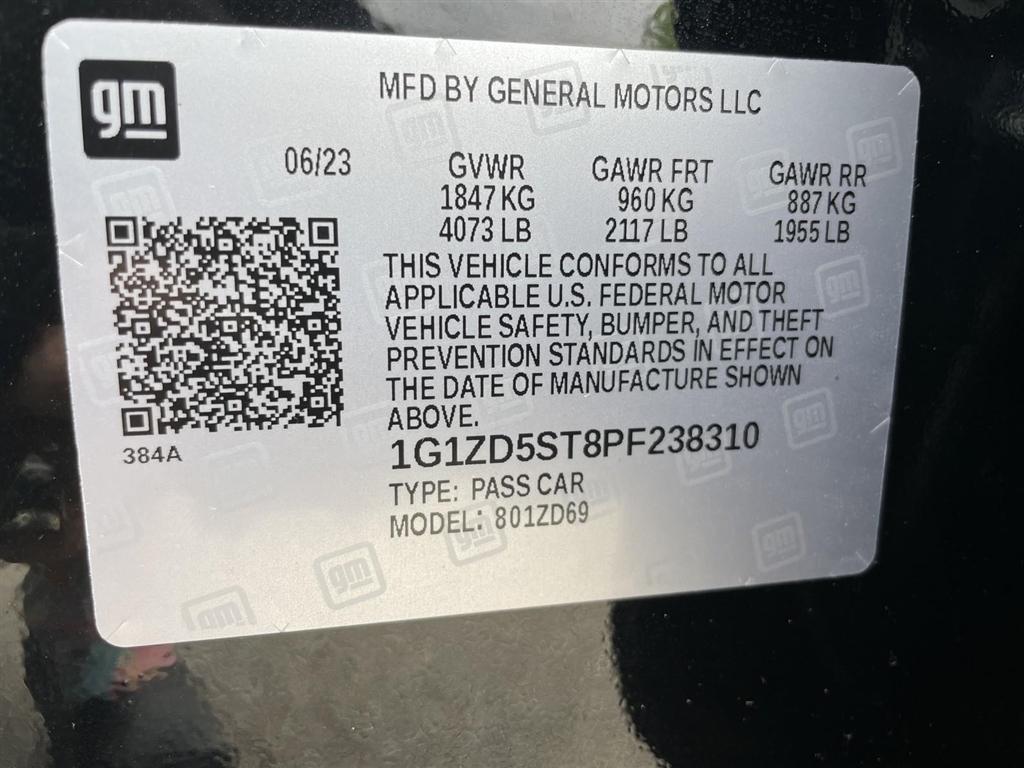 gm
MFD BY GENERAL MOTORS LLC
06/23
GVWR GAWR FRT GAWR RR
1847 KG 960 KG 887 KG
4073 LB 2117 LB 1955 LB
THIS VEHICLE CONFORMS TO ALL
APPLICABLE U.S. FEDERAL MOTOR
VEHICLE SAFETY, BUMPER, AND THEFT
PREVENTION STANDARDS IN EFFECT ON
THE DATE OF MANUFACTURE SHOWN
ABOVE.
384A
1G1ZD5ST8PF238310
TYPE: PASS CAR
MODEL: 801ZD69